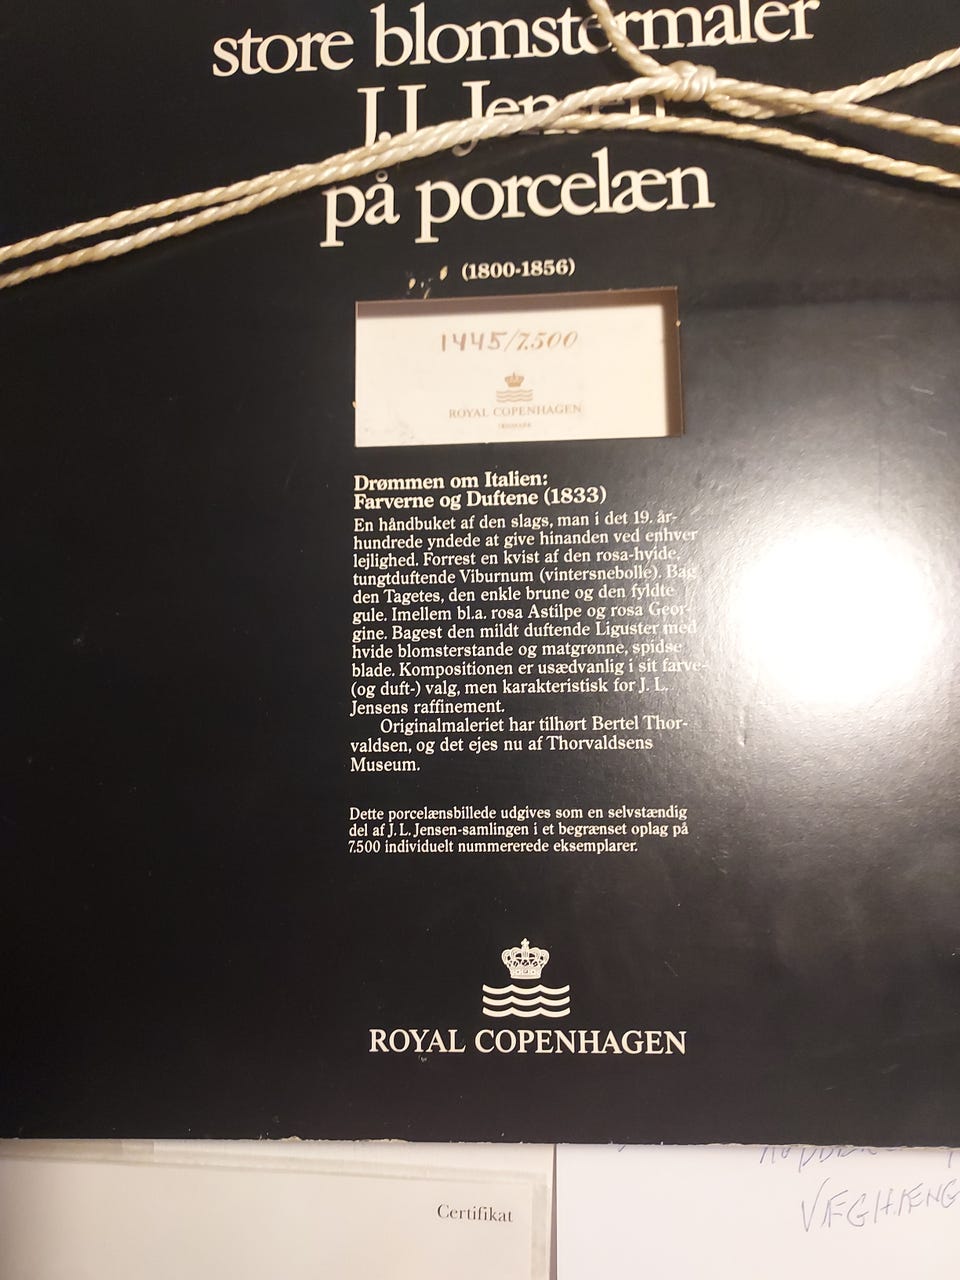 store blomstermaler
J.L. Jensen
på porcelæn
(1800-1856)
1445/7.500
ROYAL COPENHAGEN
DENMARK
Drømmen om Italien:
Farverne og Duftene (1833)
En håndbuket af den slags, man i det 19. år-
hundrede yndede at give hinanden ved enhver
lejlighed. Forrest en kvist af den rosa-hvide,
tungtduftende Viburnum (vintersnebolle). Bag
den Tagetes, den enkle brune og den fyldte
gule. Imellem bl.a. rosa Astilpe og rosa Geor-
gine. Bagest den mildt duftende Liguster med
hvide blomsterstande og matgrønne, spidse
blade. Kompositionen er usædvanlig i sit farve-
(og duft-) valg, men karakteristisk for J. L.
Jensens raffinement.
Originalmaleriet har tilhørt Bertel Thor-
valdsen, og det ejes nu af Thorvaldsens
Museum.
Dette porcelænsbillede udgives som en selvstændig
del af J. L. Jensen-samlingen i et begrænset oplag på
7.500 individuelt nummererede eksemplarer.
ROYAL COPENHAGEN
Certifikat
VÆGHÆNG